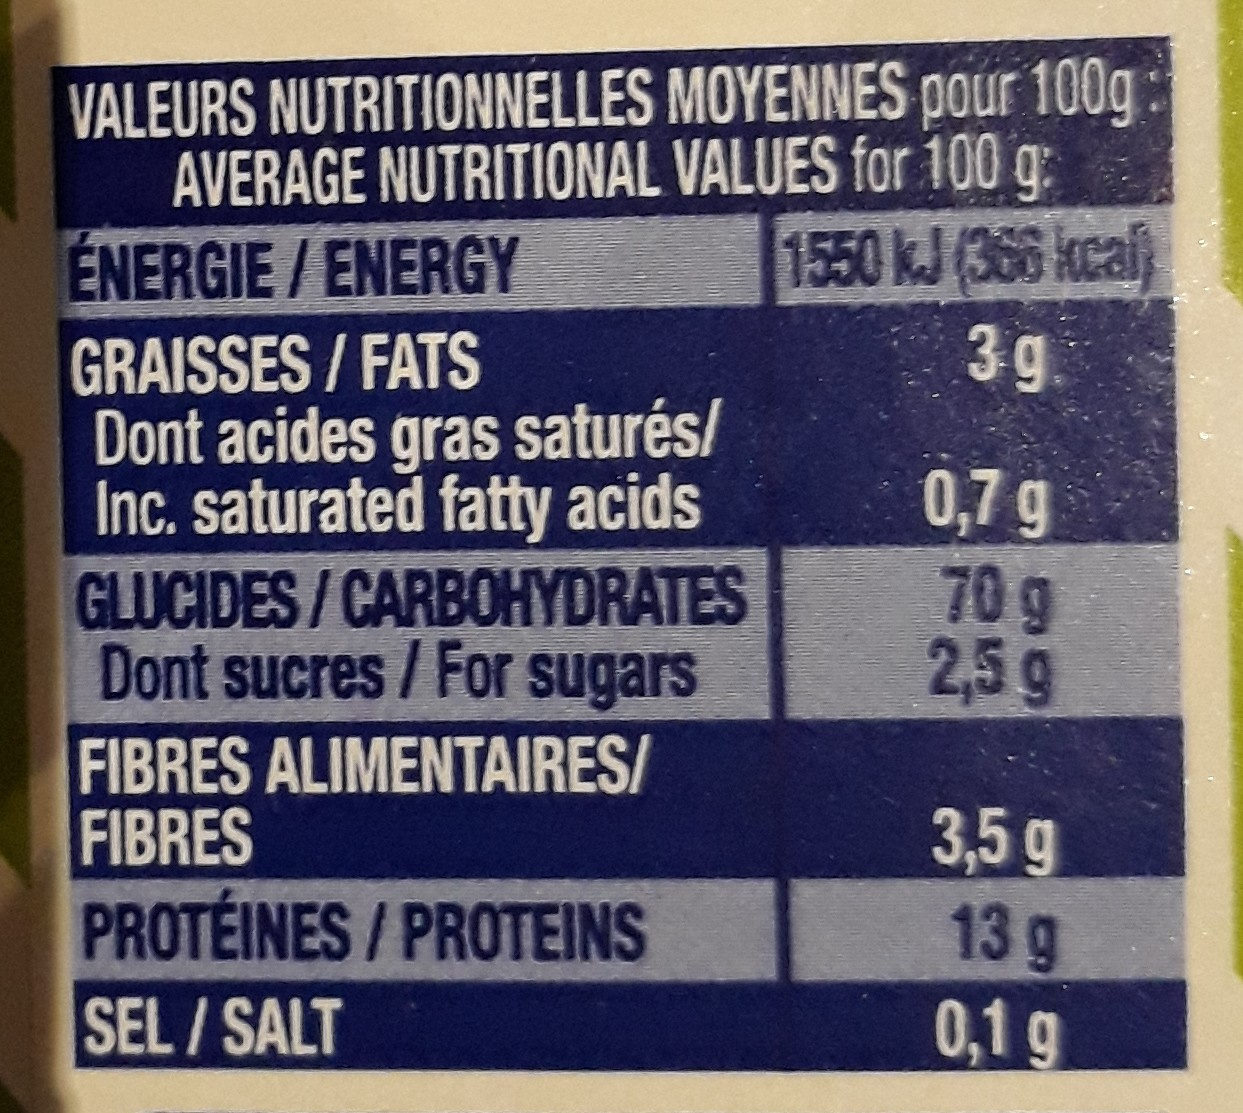 VALEURS NUTRITIONNELLES MOYENNES pour 100g :
AVERAGE NUTRITIONAL VALUES for 100 g:
ÉNERGIE / ENERGY 1550 kJ (366 kcal)
GRAISSES / FATS 3 g
Dont acides gras saturés/
Inc. saturated fatty acids 0,7 g
GLUCIDES / CARBOHYDRATES 70 g
Dont sucres / For sugars 2,5 g
FIBRES ALIMENTAIRES/
FIBRES 3,5 g
PROTÉINES / PROTEINS 13 g
SEL / SALT 0,1 g